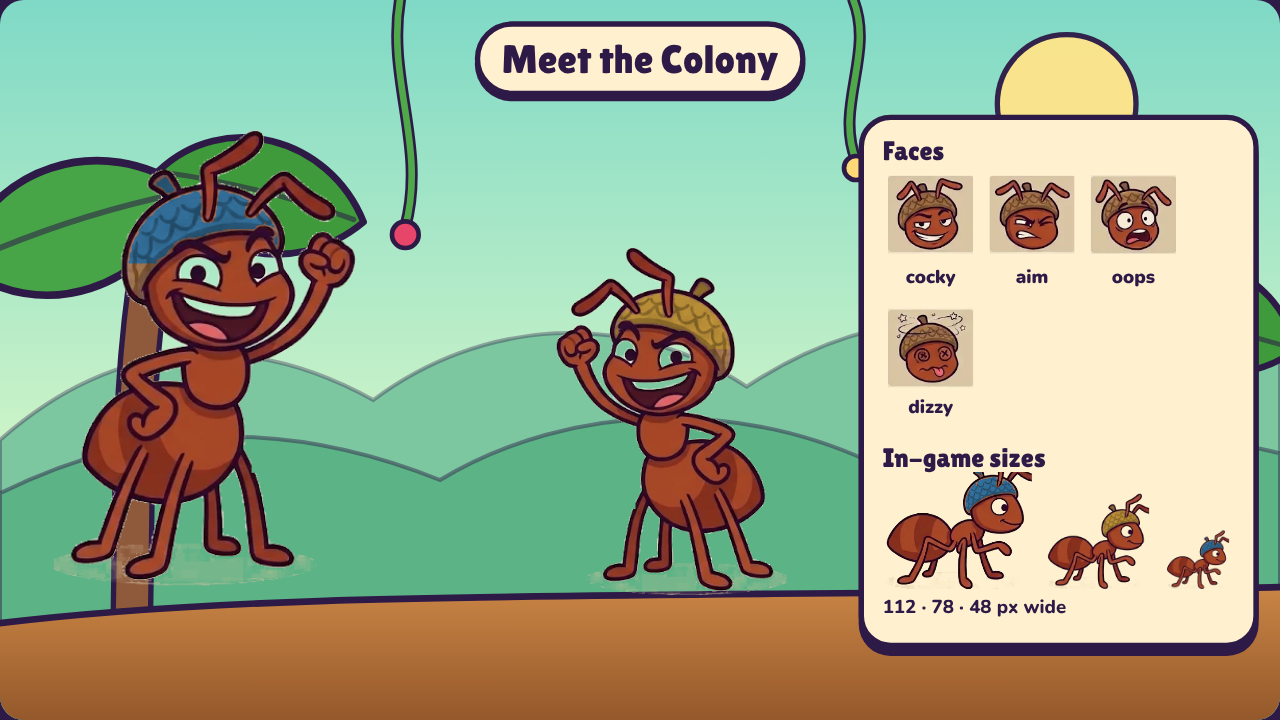 Meet the Colony
Faces
cocky
aim
oops
dizzy
In-game sizes
112 · 78 · 48 px wide